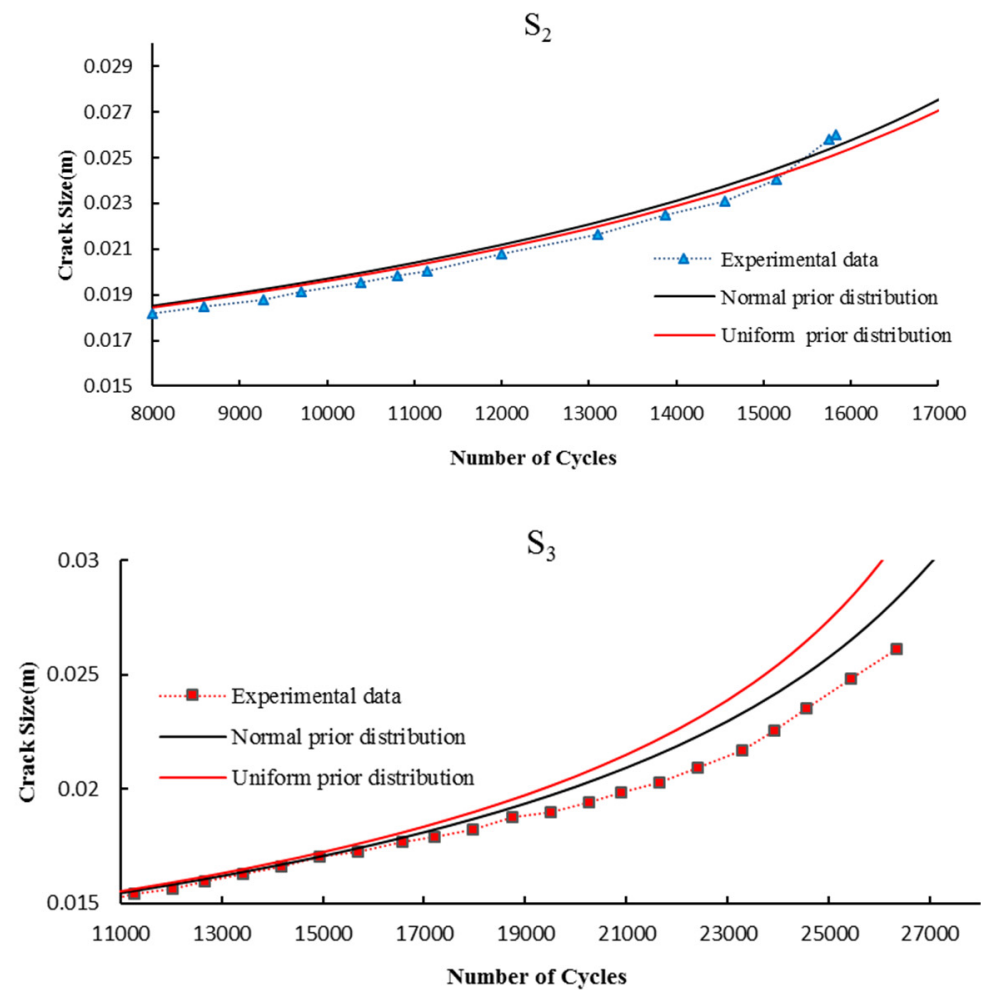 S2
0.029
0.027
0.025
0.023
0.021
0.019
0.017
0.015
Crack Size(m)
Experimental data
Normal prior distribution
Uniform prior distribution
8000 9000 10000 11000 12000 13000 14000 15000 16000 17000
Number of Cycles
S3
0.03
0.025
0.02
0.015
Crack Size(m)
Experimental data
Normal prior distribution
Uniform prior distribution
11000 13000 15000 17000 19000 21000 23000 25000 27000
Number of Cycles